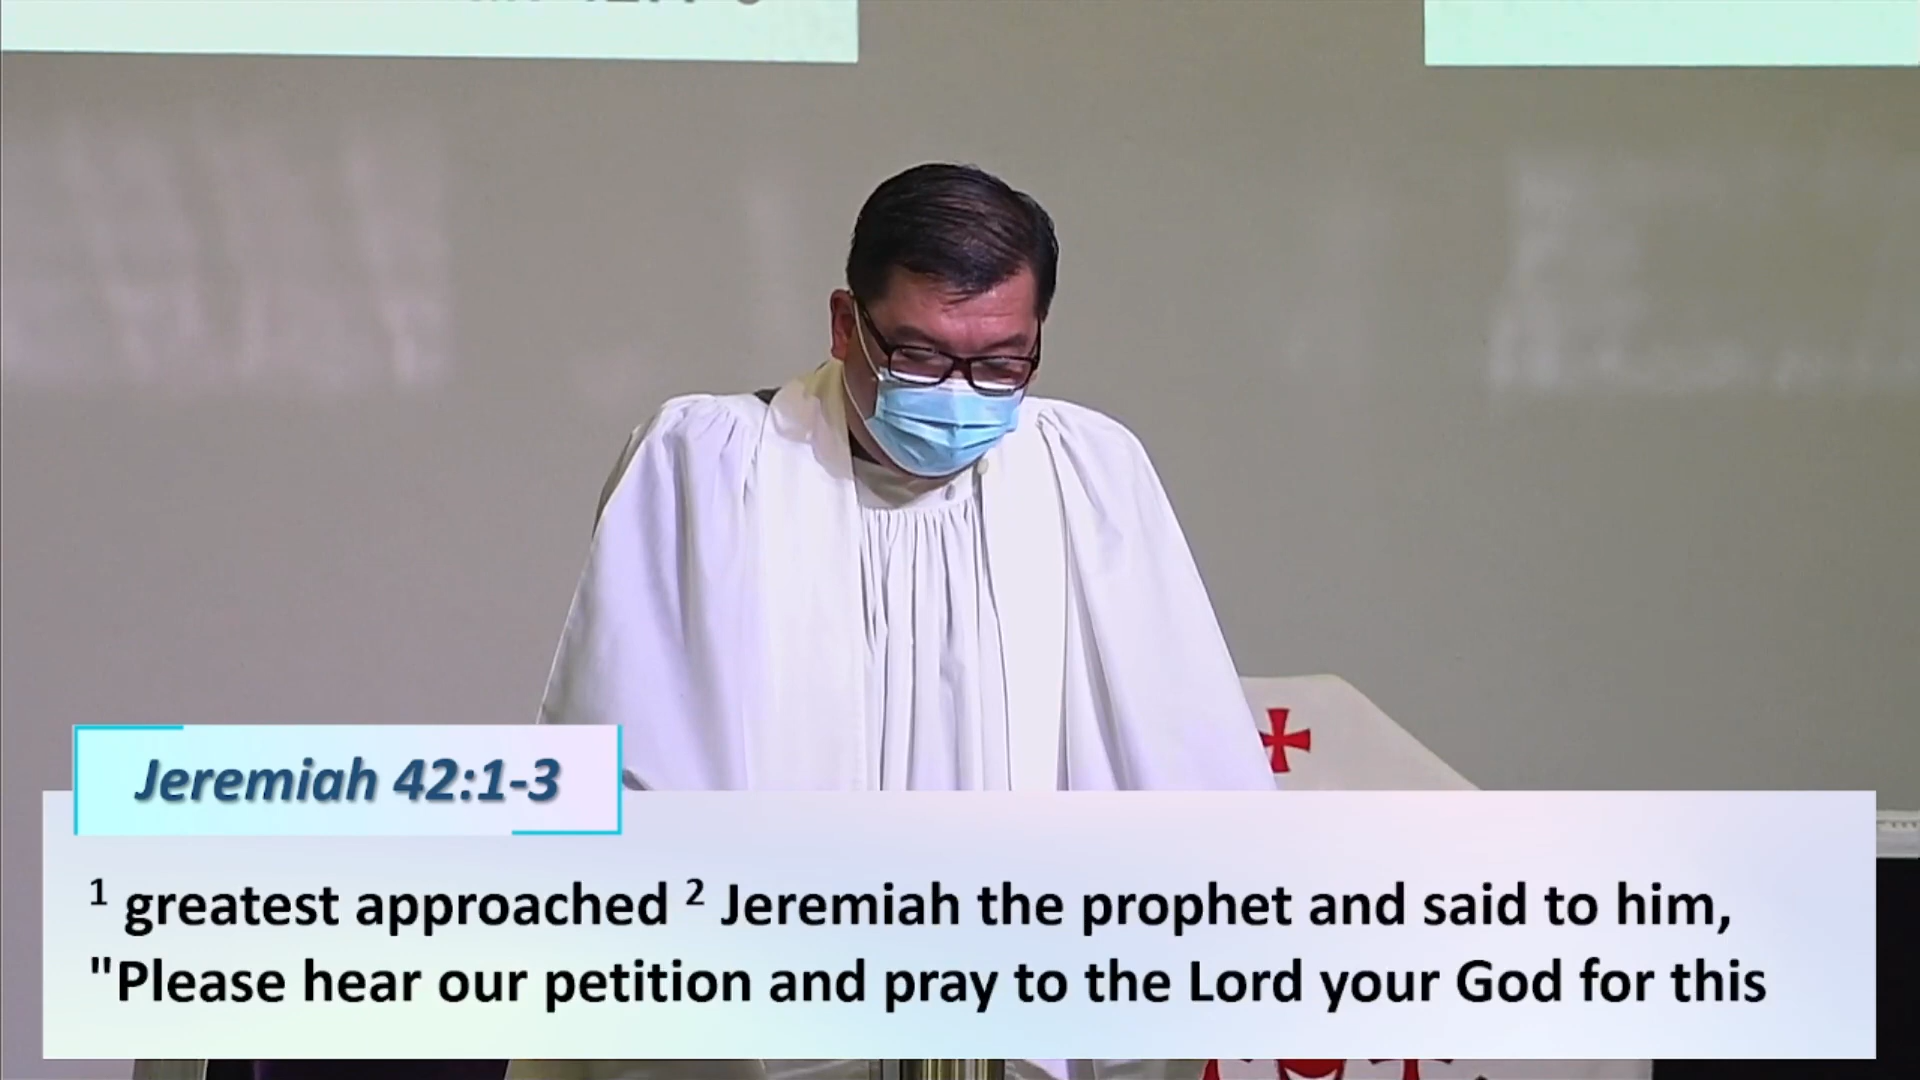 Jeremiah 42:1-3
1 greatest approached 2 Jeremiah the prophet and said to him,
"Please hear our petition and pray to the Lord your God for this